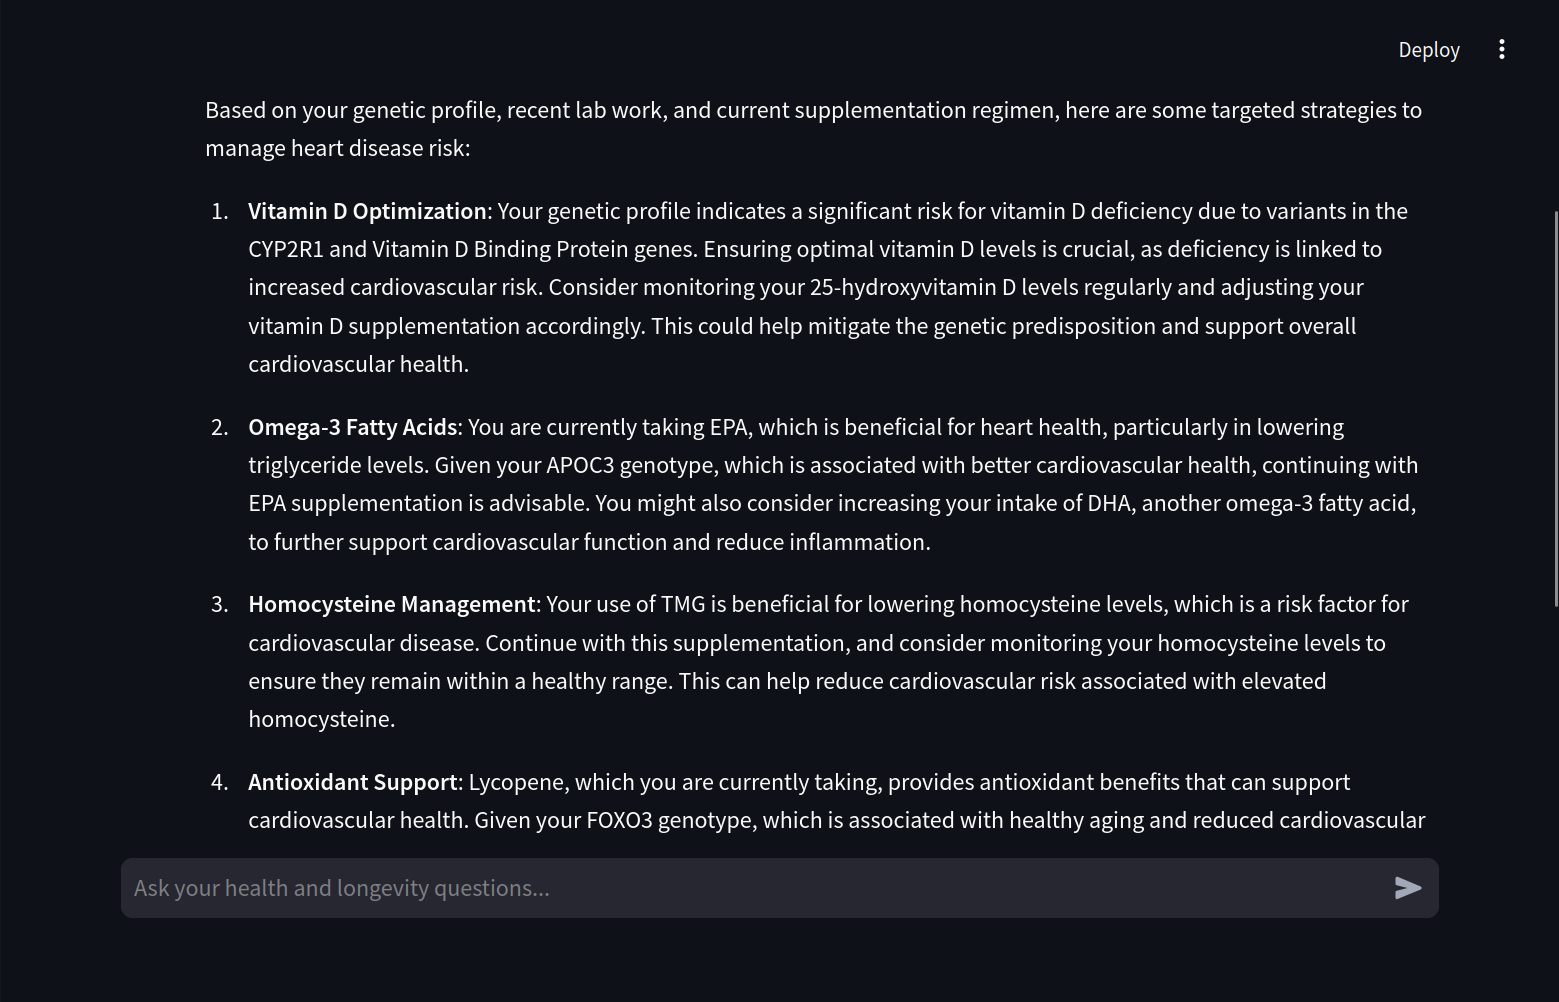 Deploy
Based on your genetic profile, recent lab work, and current supplementation regimen, here are some targeted strategies to
manage heart disease risk:
1. Vitamin D Optimization: Your genetic profile indicates a significant risk for vitamin D deficiency due to variants in the
CYP2R1 and Vitamin D Binding Protein genes. Ensuring optimal vitamin D levels is crucial, as deficiency is linked to
increased cardiovascular risk. Consider monitoring your 25-hydroxyvitamin D levels regularly and adjusting your
vitamin D supplementation accordingly. This could help mitigate the genetic predisposition and support overall
cardiovascular health.
2. Omega-3 Fatty Acids: You are currently taking EPA, which is beneficial for heart health, particularly in lowering
triglyceride levels. Given your APOC3 genotype, which is associated with better cardiovascular health, continuing with
EPA supplementation is advisable. You might also consider increasing your intake of DHA, another omega-3 fatty acid,
to further support cardiovascular function and reduce inflammation.
3. Homocysteine Management: Your use of TMG is beneficial for lowering homocysteine levels, which is a risk factor for
cardiovascular disease. Continue with this supplementation, and consider monitoring your homocysteine levels to
ensure they remain within a healthy range. This can help reduce cardiovascular risk associated with elevated
homocysteine.
4. Antioxidant Support: Lycopene, which you are currently taking, provides antioxidant benefits that can support
cardiovascular health. Given your FOXO3 genotype, which is associated with healthy aging and reduced cardiovascular
Ask your health and longevity questions...